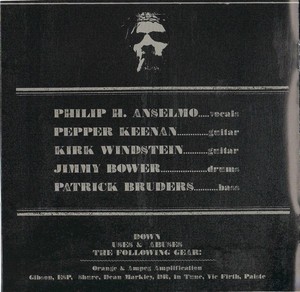 PHILIP H. ANSELMO.....vocals
PEPPER KEENAN.............guitar
KIRK WINDSTEIN............guitar
JIMMY BOWER...............drums
PATRICK BRUDERS.........bass
DOWN
USES & ABUSES
THE FOLLOWING GEAR:
Orange & Ampeg Amplification
Gibson, ESP, Shure, Dean Markley, DR, In Tune, Vic Firth, Paiste